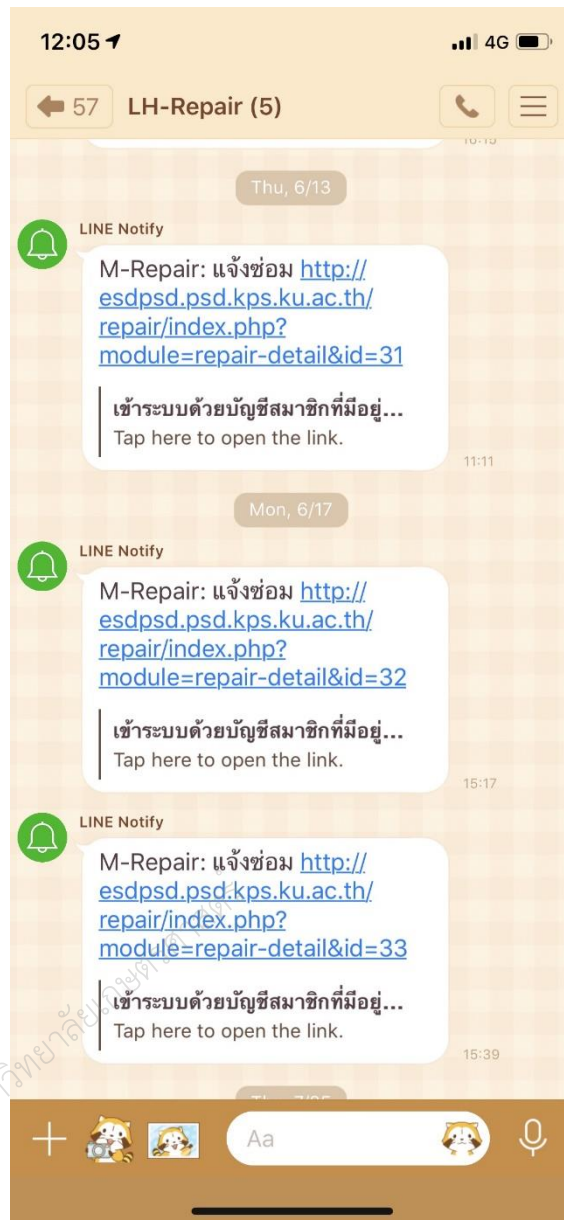 12:05
4G
57
LH-Repair (5)
16:15
Thu, 6/13
LINE Notify
M-Repair: แจ้งซ่อม http://
esdpsd.psd.kps.ku.ac.th/
repair/index.php?
module=repair-detail&id=31
เข้าระบบด้วยบัญชีสมาชิกที่มีอยู่...
Tap here to open the link.
11:11
Mon, 6/17
LINE Notify
M-Repair: แจ้งซ่อม http://
esdpsd.psd.kps.ku.ac.th/
repair/index.php?
module=repair-detail&id=32
เข้าระบบด้วยบัญชีสมาชิกที่มีอยู่...
Tap here to open the link.
15:17
LINE Notify
M-Repair: แจ้งซ่อม http://
esdpsd.psd.kps.ku.ac.th/
repair/index.php?
module=repair-detail&id=33
เข้าระบบด้วยบัญชีสมาชิกที่มีอยู่...
Tap here to open the link.
15:39
Thu, 7/25
Aa